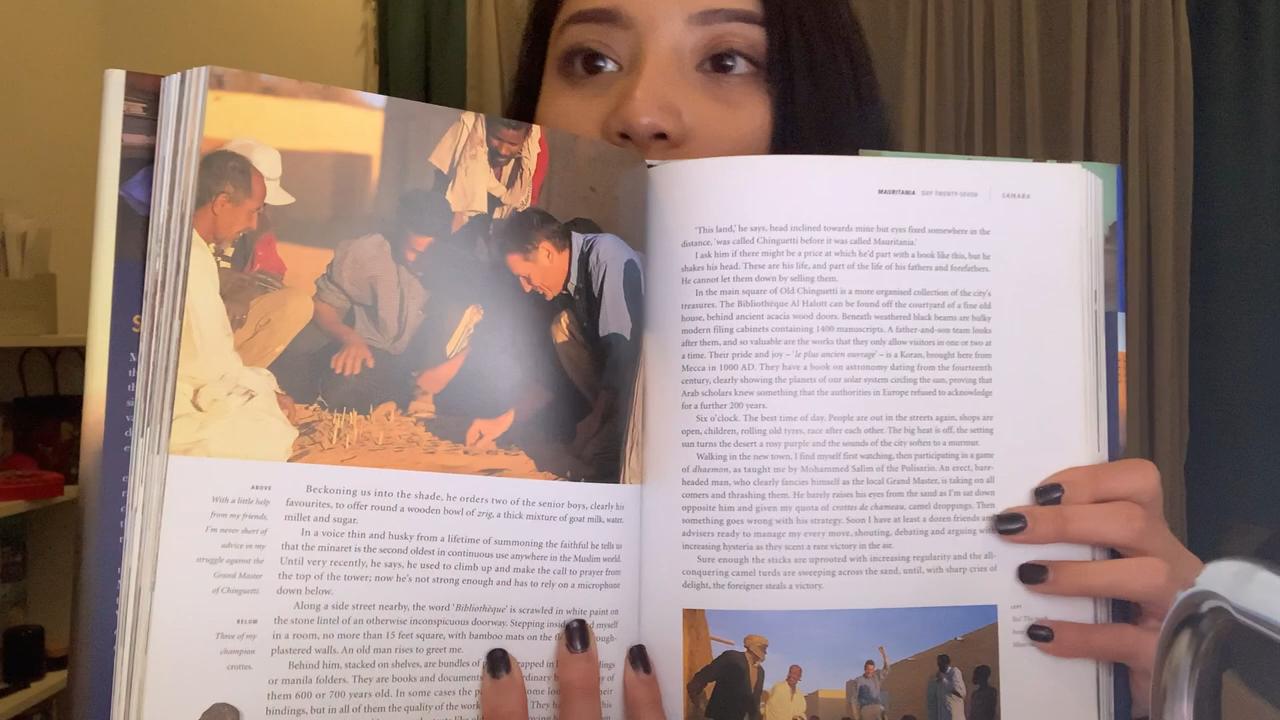 ABOVE
With a little help
from my friends,
I'm never short of
advice in my
struggle against the
Grand Master
of Chinguetti.
BELOW
Three of my
champion
crottes.
Beckoning us into the shade, he orders two of the senior boys, clearly his
favourites, to offer round a wooden bowl of zrig, a thick mixture of goat milk, water,
millet and sugar.
In a voice thin and husky from a lifetime of summoning the faithful he tells us
that the minaret is the second oldest in continuous use anywhere in the Muslim world.
Until very recently, he says, he used to climb up and make the call to prayer from
the top of the tower; now he's not strong enough and has to rely on a microphone
down below.
Along a side street nearby, the word 'Bibliothèque' is scrawled in white paint on
the stone lintel of an otherwise inconspicuous doorway. Stepping myself
in a room, no more than 15 feet square, with bamboo mats on the
plastered walls. An old man rises to greet me.
Behind him, stacked on shelves, are bundles of
or manila folders. They are books and documents of
them 600 or 700 years old. In some cases the their
bindings, but in all of them the quality of the
MAURITANIA DAY TWENTY-SEVEN SAHARA
'This land,' he says, head inclined towards mine but eyes fixed somewhere in the
distance, 'was called Chinguetti before it was called Mauritania.'
I ask him if there might be a price at which he'd part with a book like this, but he
shakes his head. These are his life, and part of the life of his fathers and forefathers.
He cannot let them down by selling them.
In the main square of Old Chinguetti is a more organised collection of the city's
treasures. The Bibliothèque Al Halott can be found off the courtyard of a fine old
house, behind ancient acacia wood doors. Beneath weathered black beams are bulky
modern filing cabinets containing 1400 manuscripts. A father-and-son team looks
after them, and so valuable are the works that they only allow visitors in one or two at
a time. Their pride and joy – 'le plus ancien ouvrage' – is a Koran, brought here from
Mecca in 1000 AD. They have a book on astronomy dating from the fourteenth
century, clearly showing the planets of our solar system circling the sun, proving that
Arab scholars knew something that the authorities in Europe refused to acknowledge
for a further 200 years.
Six o'clock. The best time of day. People are out in the streets again, shops are
open, children, rolling old tyres, race after each other. The big heat is off, the setting
sun turns the desert a rosy purple and the sounds of the city soften to a murmur.
Walking in the new town, I find myself first watching, then participating in a game
of dhaemon, as taught me by Mohammed Salim of the Polisario. An erect, bare-
headed man, who clearly fancies himself as the local Grand Master, is taking on all
comers and thrashing them. He barely raises his eyes from the sand as I'm sat down
opposite him and given my quota of crottes de chameau, camel droppings. Then
something goes wrong with his strategy. Soon I have at least a dozen friends and
advisers ready to manage my every move, shouting, debating and arguing with
increasing hysteria as they scent a rare victory in the air.
Sure enough the sticks are uprooted with increasing regularity and the all-
conquering camel turds are sweeping across the sand, until, with sharp cries of
delight, the foreigner steals a victory.
LEFT